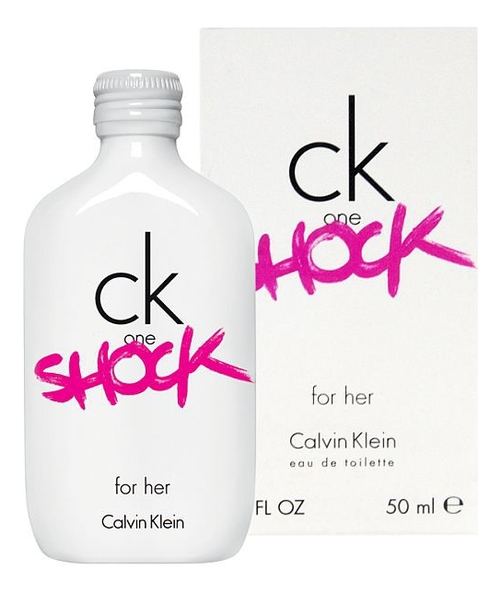 ck
one
SHOCK
for her
Calvin Klein
ck
one
SHOCK
for her
Calvin Klein
eau de toilette
FL OZ 50 ml ℮